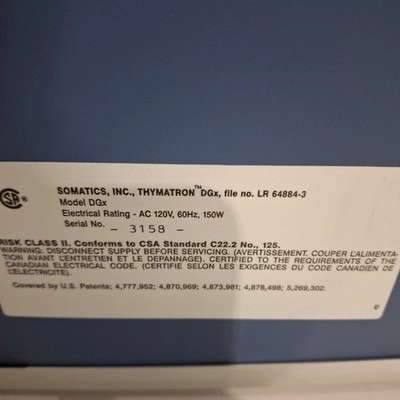 SOMATICS, INC., THYMATRON™ DGx, file no. LR 64884-3
Model DGx
Electrical Rating - AC 120V, 60Hz, 150W
Serial No. - 3158 -
RISK CLASS II. Conforms to CSA Standard C22.2 No., 125.
WARNING: DISCONNECT SUPPLY BEFORE SERVICING. (AVERTISSEMENT. COUPER L'ALIMENTA-
TION AVANT L'ENTRETIEN ET LE DEPANNAGE). CERTIFIED TO THE REQUIREMENTS OF THE
CANADIAN ELECTRICAL CODE. (CERTIFIE SELON LES EXIGENCES DU CODE CANADIEN DE
L'ELECTRICITE).
Covered by U.S. Patents; 4,777,952; 4,870,969; 4,873,981; 4,878,498; 5,269,302.